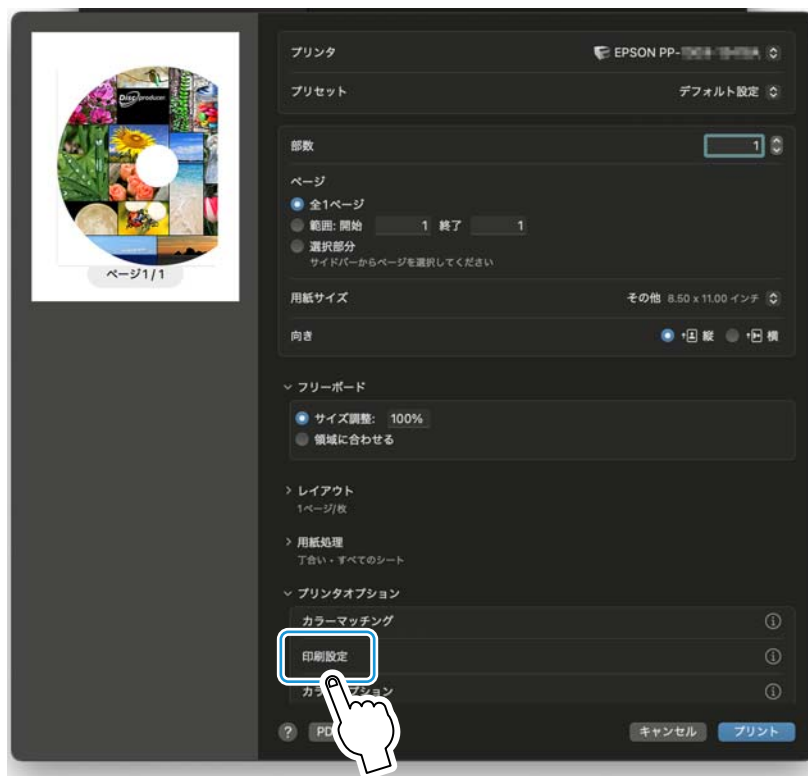 Disc producer
ページ1/1
プリンタ
EPSON PP-
プリセット
デフォルト設定
部数
1
ページ
全1ページ
範囲: 開始 1 終了 1
選択部分
サイドバーからページを選択してください
用紙サイズ
その他 8.50 x 11.00 インチ
向き
縦 横
フリーボード
サイズ調整: 100%
領域に合わせる
レイアウト
1ページ/枚
用紙処理
丁合い・すべてのシート
プリンタオプション
カラーマッチング
印刷設定
? PD
キャンセル プリント